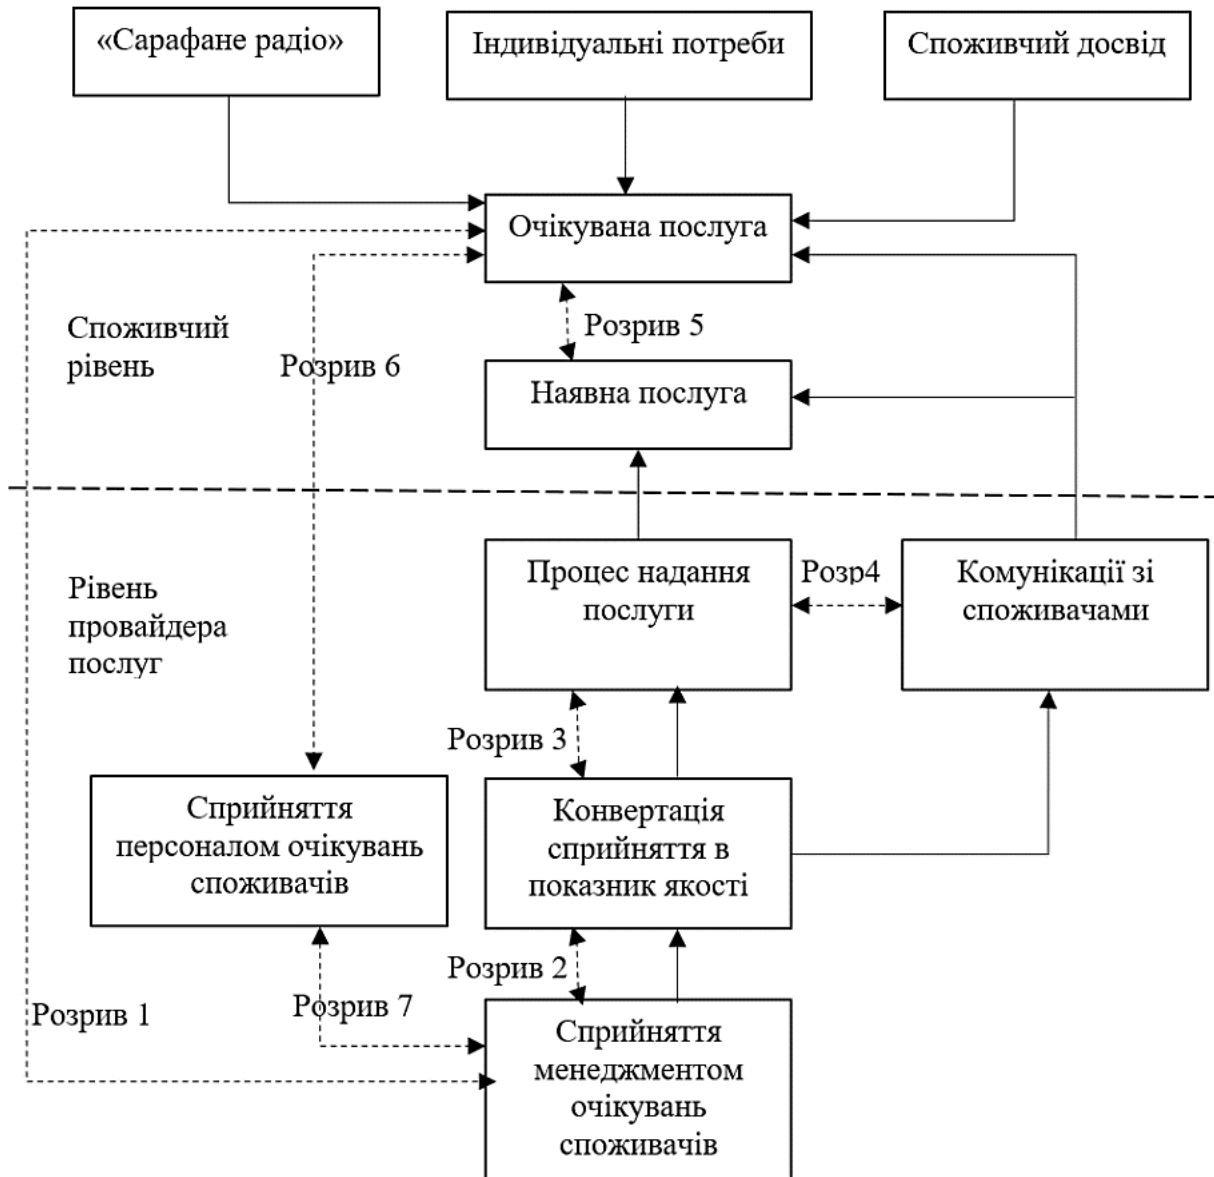 «Сарафане радіо»
Індивідуальні потреби
Споживчий досвід
Очікувана послуга
Споживчий
рівень
Розрив 6
Розрив 5
Наявна послуга
Рівень
провайдера
послуг
Процес надання
послуги
Розр4
Комунікації зі
споживачами
Розрив 3
Сприйняття
персоналом очікувань
споживачів
Конвертація
сприйняття в
показник якості
Розрив 2
Розрив 1
Розрив 7
Сприйняття
менеджментом
очікувань
споживачів